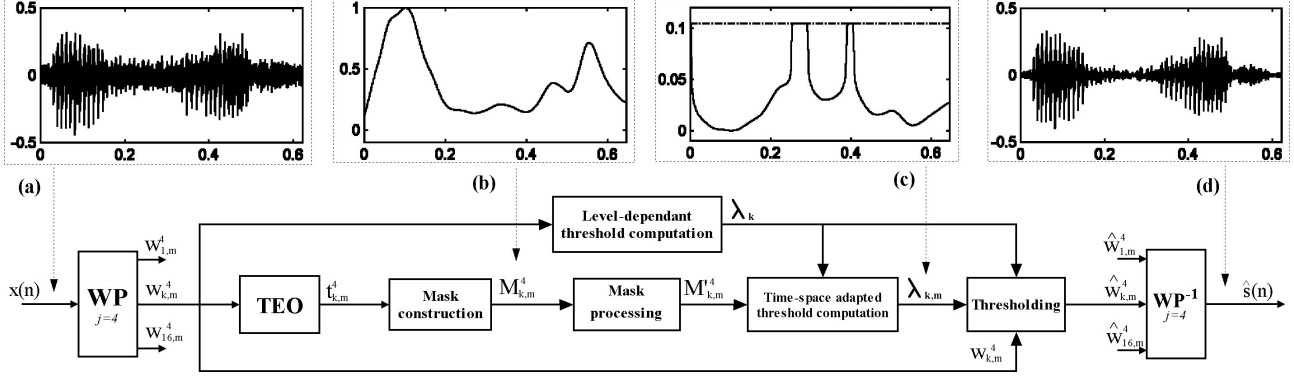 0.5
0
-0.5
0 0.2 0.4 0.6
(a)
1
0.5
0
0 0.2 0.4 0.6
(b)
0.1
0.05
0
0 0.2 0.4 0.6
(c)
0.5
0
-0.5
0 0.2 0.4 0.6
(d)
Level-dependant
threshold computation
λk
x(n)
WP
j=4
W⁴1,m
W⁴k,m
W⁴16,m
TEO
t⁴k,m
Mask
construction
M⁴k,m
Mask
processing
M'⁴k,m
Time-space adapted
threshold computation
λk,m
Thresholding
W⁴k,m
Ŵ⁴1,m
Ŵ⁴k,m
Ŵ⁴16,m
WP⁻¹
j=4
ŝ(n)